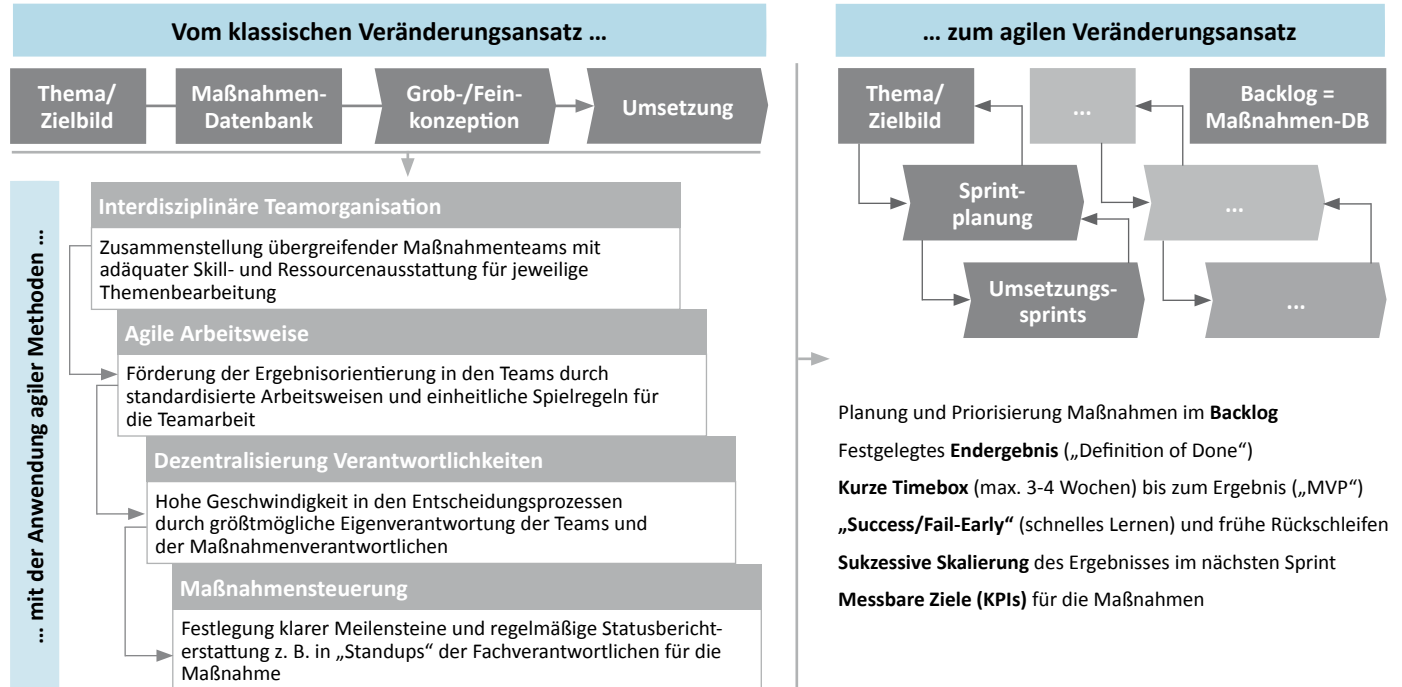 Vom klassischen Veränderungsansatz ...
Thema/
Zielbild
Maßnahmen-
Datenbank
Grob-/Fein-
konzeption
Umsetzung
... mit der Anwendung agiler Methoden ...
Interdisziplinäre Teamorganisation
Zusammenstellung übergreifender Maßnahmenteams mit
adäquater Skill- und Ressourcenausstattung für jeweilige
Themenbearbeitung
Agile Arbeitsweise
Förderung der Ergebnisorientierung in den Teams durch
standardisierte Arbeitsweisen und einheitliche Spielregeln für
die Teamarbeit
Dezentralisierung Verantwortlichkeiten
Hohe Geschwindigkeit in den Entscheidungsprozessen
durch größtmögliche Eigenverantwortung der Teams und
der Maßnahmenverantwortlichen
Maßnahmensteuerung
Festlegung klarer Meilensteine und regelmäßige Statusbericht-
erstattung z. B. in „Standups“ der Fachverantwortlichen für die
Maßnahme
... zum agilen Veränderungsansatz
Thema/
Zielbild
...
Backlog =
Maßnahmen-DB
Sprint-
planung
...
Umsetzungs-
sprints
...
Planung und Priorisierung Maßnahmen im Backlog
Festgelegtes Endergebnis („Definition of Done“)
Kurze Timebox (max. 3-4 Wochen) bis zum Ergebnis („MVP“)
„Success/Fail-Early“ (schnelles Lernen) und frühe Rückschleifen
Sukzessive Skalierung des Ergebnisses im nächsten Sprint
Messbare Ziele (KPIs) für die Maßnahmen